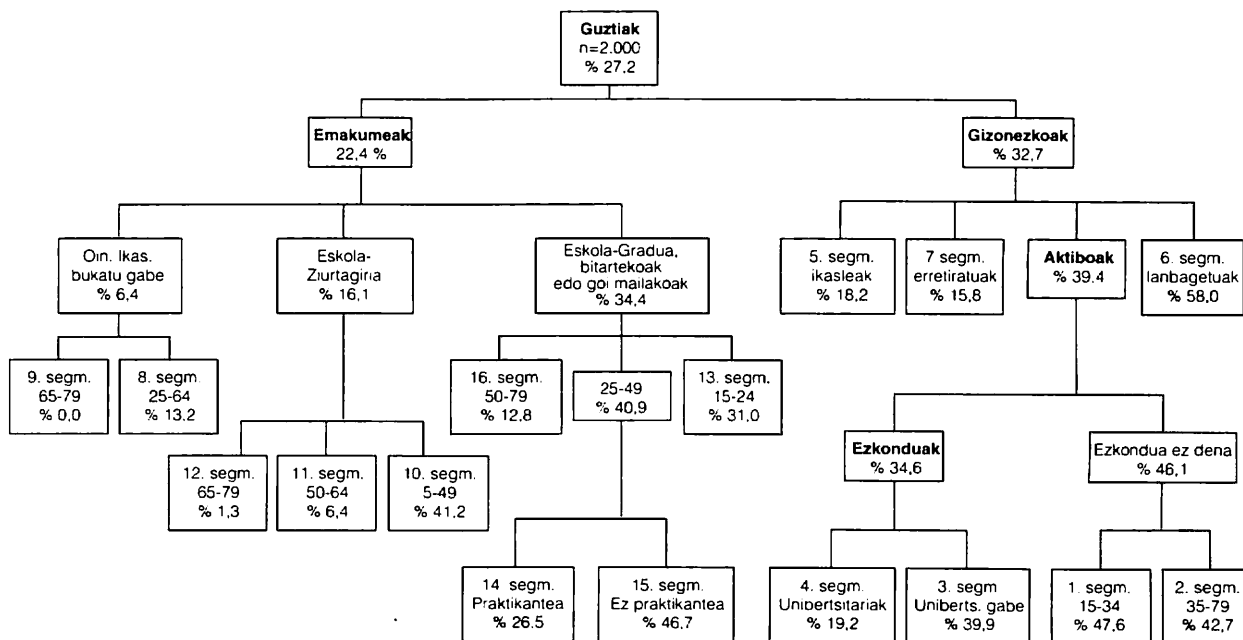 Guztiak
n=2.000
% 27,2
Emakumeak
22,4 %
Gizonezkoak
% 32,7
Oin. Ikas.
bukatu gabe
% 6,4
Eskola-
Ziurtagiria
% 16,1
Eskola-Gradua,
bitartekoak
edo goi mailakoak
% 34,4
5. segm.
ikasleak
% 18,2
7 segm.
erretiratuak
% 15,8
Aktiboak
% 39.4
6. segm.
lanbagetuak
% 58,0
9. segm.
65-79
% 0,0
8. segm.
25-64
% 13.2
16. segm.
50-79
% 12,8
25-49
% 40,9
13. segm.
15-24
% 31,0
12. segm.
65-79
% 1,3
11. segm.
50-64
% 6,4
10. segm.
5-49
% 41,2
Ezkonduak
% 34,6
Ezkondua ez dena
% 46,1
14 segm.
Praktikantea
% 26.5
15. segm.
Ez praktikantea
% 46,7
4. segm.
Unibertsitariak
% 19,2
3. segm
Uniberts. gabe
% 39,9
1. segm.
15-34
% 47,6
2. segm.
35-79
% 42,7